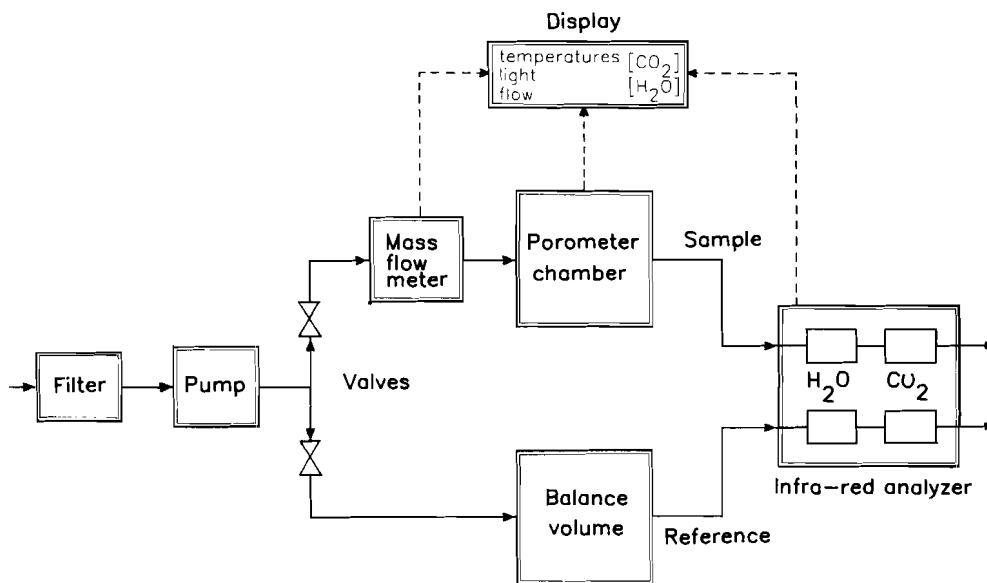 Display
temperatures [CO2]
light [H2O]
flow
Mass
flow
meter
Porometer
chamber
Sample
Filter
Pump
Valves
H2O CO2
Infra-red analyzer
Balance
volume
Reference